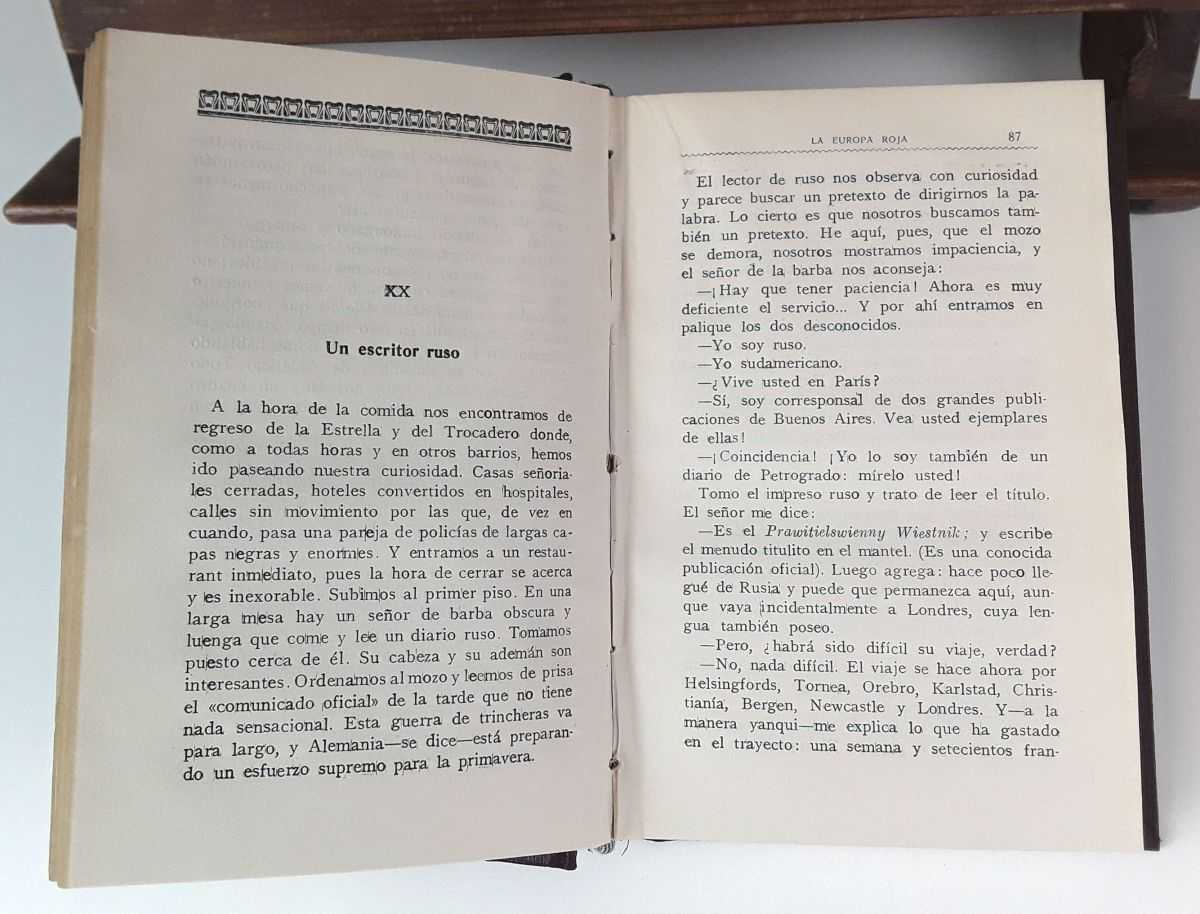 XX
Un escritor ruso
A la hora de la comida nos encontramos de
regreso de la Estrella y del Trocadero donde,
como a todas horas y en otros barrios, hemos
ido paseando nuestra curiosidad. Casas señoria-
les cerradas, hoteles convertidos en hospitales,
calles sin movimiento por las que, de vez en
cuando, pasa una pareja de policías de largas ca-
pas negras y enormes. Y entramos a un restau-
rant inmediato, pues la hora de cerrar se acerca
y es inexorable. Subimos al primer piso. En una
larga mesa hay un señor de barba obscura y
luenga que come y lee un diario ruso. Tomamos
puesto cerca de él. Su cabeza y su ademán son
interesantes. Ordenamos al mozo y leemos de prisa
el «comunicado oficial» de la tarde que no tiene
nada sensacional. Esta guerra de trincheras va
para largo, y Alemania—se dice—está preparan-
do un esfuerzo supremo para la primavera.
LA EUROPA ROJA 87
El lector de ruso nos observa con curiosidad
y parece buscar un pretexto de dirigirnos la pa-
labra. Lo cierto es que nosotros buscamos tam-
bién un pretexto. He aquí, pues, que el mozo
se demora, nosotros mostramos impaciencia, y
el señor de la barba nos aconseja:
—¡Hay que tener paciencia! Ahora es muy
deficiente el servicio... Y por ahí entramos en
palique los dos desconocidos.
—Yo soy ruso.
—Yo sudamericano.
—¿Vive usted en París?
—Sí, soy corresponsal de dos grandes publi-
caciones de Buenos Aires. Vea usted ejemplares
de ellas!
—¡Coincidencia! ¡Yo lo soy también de un
diario de Petrogrado: mírelo usted!
Tomo el impreso ruso y trato de leer el título.
El señor me dice:
—Es el Prawitielswienny Wiestnik; y escribe
el menudo titulito en el mantel. (Es una conocida
publicación oficial). Luego agrega: hace poco lle-
gué de Rusia y puede que permanezca aquí, aun-
que vaya incidentalmente a Londres, cuya len-
gua también poseo.
—Pero, ¿habrá sido difícil su viaje, verdad?
—No, nada difícil. El viaje se hace ahora por
Helsingfords, Tornea, Orebro, Karlstad, Chris-
tianía, Bergen, Newcastle y Londres. Y—a la
manera yanqui—me explica lo que ha gastado
en el trayecto: una semana y setecientos fran-